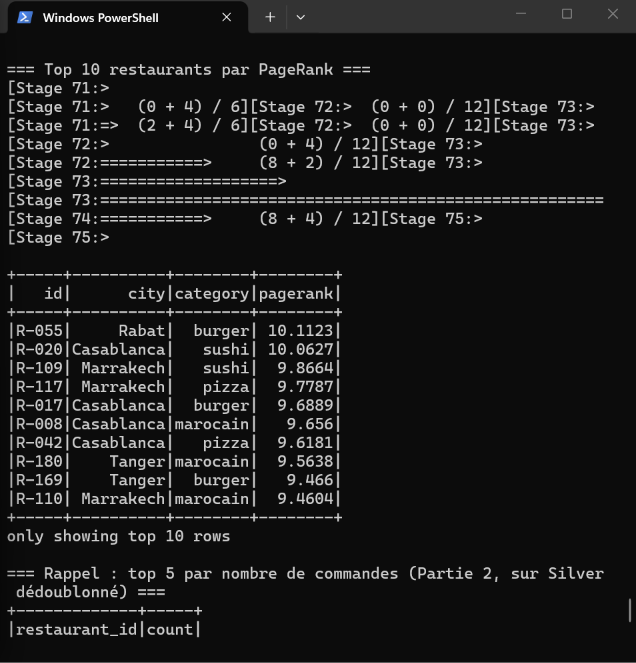 Windows PowerShell
=== Top 10 restaurants par PageRank ===
[Stage 71:>
[Stage 71:>   (0 + 4) / 6][Stage 72:>  (0 + 0) / 12][Stage 73:>
[Stage 71:=>  (2 + 4) / 6][Stage 72:>  (0 + 0) / 12][Stage 73:>
[Stage 72:>                (0 + 4) / 12][Stage 73:>
[Stage 72:===========>     (8 + 2) / 12][Stage 73:>
[Stage 73:===================>
[Stage 73:======================================================
[Stage 74:===========>     (8 + 4) / 12][Stage 75:>
[Stage 75:>
+-----+----------+--------+--------+
|   id|      city|category|pagerank|
+-----+----------+--------+--------+
|R-055|     Rabat|  burger| 10.1123|
|R-020|Casablanca|   sushi| 10.0627|
|R-109| Marrakech|   sushi|  9.8664|
|R-117| Marrakech|   pizza|  9.7787|
|R-017|Casablanca|  burger|  9.6889|
|R-008|Casablanca|marocain|   9.656|
|R-042|Casablanca|   pizza|  9.6181|
|R-180|    Tanger|marocain|  9.5638|
|R-169|    Tanger|  burger|   9.466|
|R-110| Marrakech|marocain|  9.4604|
+-----+----------+--------+--------+
only showing top 10 rows
=== Rappel : top 5 par nombre de commandes (Partie 2, sur Silver
 dédoublonné) ===
+-------------+-----+
|restaurant_id|count|